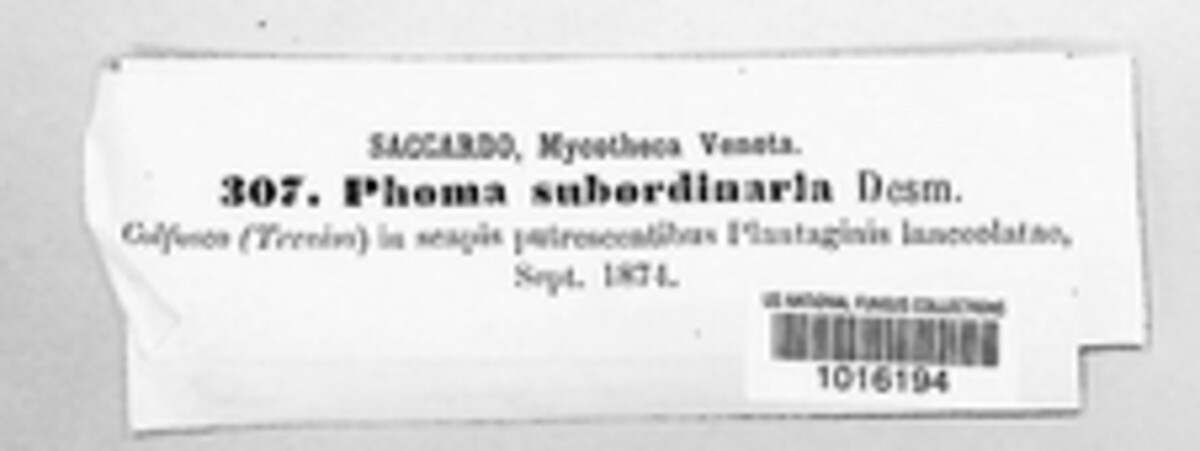 SACCARDO, Mycotheca Veneta.
307. Phoma subordinaria Desm.
(Treviso) in scapis putrescentibus Plantaginis lanceolatae,
Sept. 1874.
US NATIONAL FUNGUS COLLECTIONS
1016194